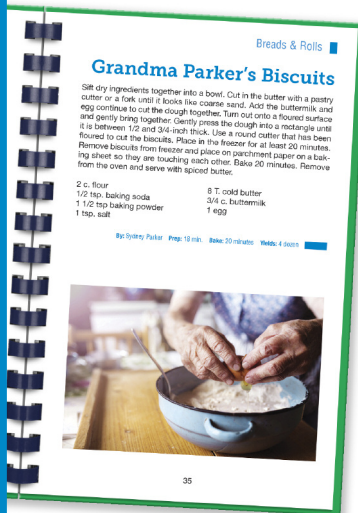 Breads & Rolls
Grandma Parker's Biscuits
Sift dry ingredients together into a bowl. Cut in the butter with a pastry
cutter or a fork until it looks like coarse sand. Add the buttermilk and
egg continue to cut the dough together. Turn out onto a floured surface
and gently bring together. Gently press the dough into a rectangle until
it is between 1/2 and 3/4-inch thick. Use a round cutter that has been
floured to cut the biscuits. Place in the freezer for at least 20 minutes.
Remove biscuits from freezer and place on parchment paper on a bak-
ing sheet so they are touching each other. Bake 20 minutes. Remove
from the oven and serve with spiced butter.
2 c. flour
1/2 tsp. baking soda
1 1/2 tsp baking powder
1 tsp. salt
8 T. cold butter
3/4 c. buttermilk
1 egg
By: Sydney Parker Prep: 18 min. Bake: 20 minutes Yields: 4 dozen
35